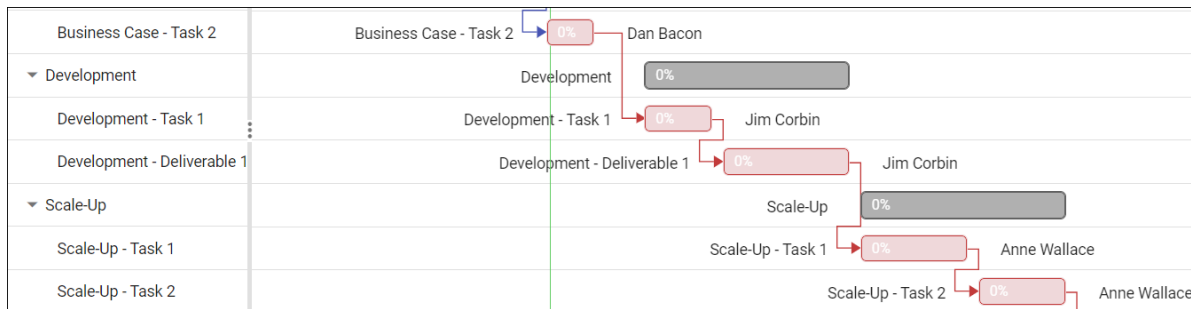 Business Case - Task 2 Business Case - Task 2 0% Dan Bacon
Development Development 0%
Development - Task 1 Development - Task 1 0% Jim Corbin
Development - Deliverable 1 Development - Deliverable 1 0% Jim Corbin
Scale-Up Scale-Up 0%
Scale-Up - Task 1 Scale-Up - Task 1 0% Anne Wallace
Scale-Up - Task 2 Scale-Up - Task 2 0% Anne Wallace